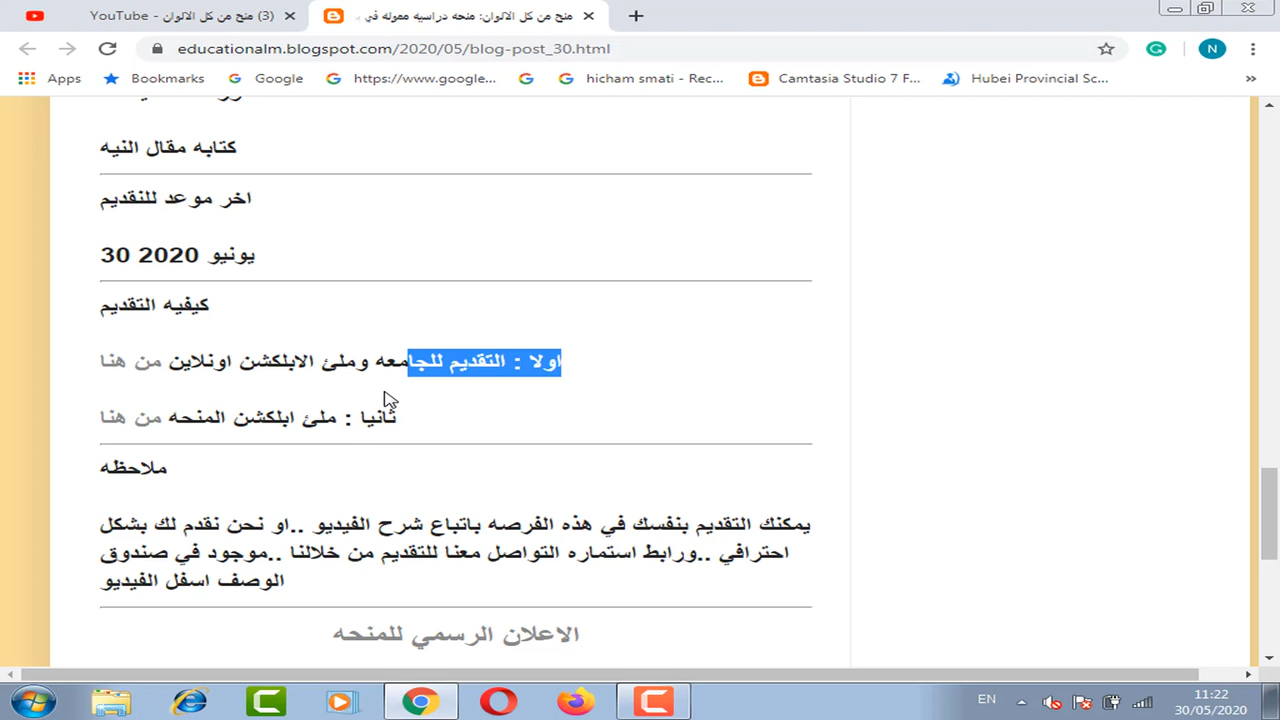 (3) منح من كل الالوان - YouTube
منح من كل الالوان: منحه دراسيه مموله في
educationalm.blogspot.com/2020/05/blog-post_30.html
N
Apps
Bookmarks
Google
https://www.google...
hicham smati - Rec...
Camtasia Studio 7 F...
Hubei Provincial Sc...
»
كتابه مقال النيه
اخر موعد للتقديم
30 يونيو 2020
كيفيه التقديم
اولا : التقديم للجامعه وملئ الابلكشن اونلاين من هنا
ثانيا : ملئ ابلكشن المنحه من هنا
ملاحظه
يمكنك التقديم بنفسك في هذه الفرصه باتباع شرح الفيديو ..او نحن نقدم لك بشكل
احترافي ..ورابط استماره التواصل معنا للتقديم من خلالنا ..موجود في صندوق
الوصف اسفل الفيديو
الاعلان الرسمي للمنحه
EN
11:22
30/05/2020